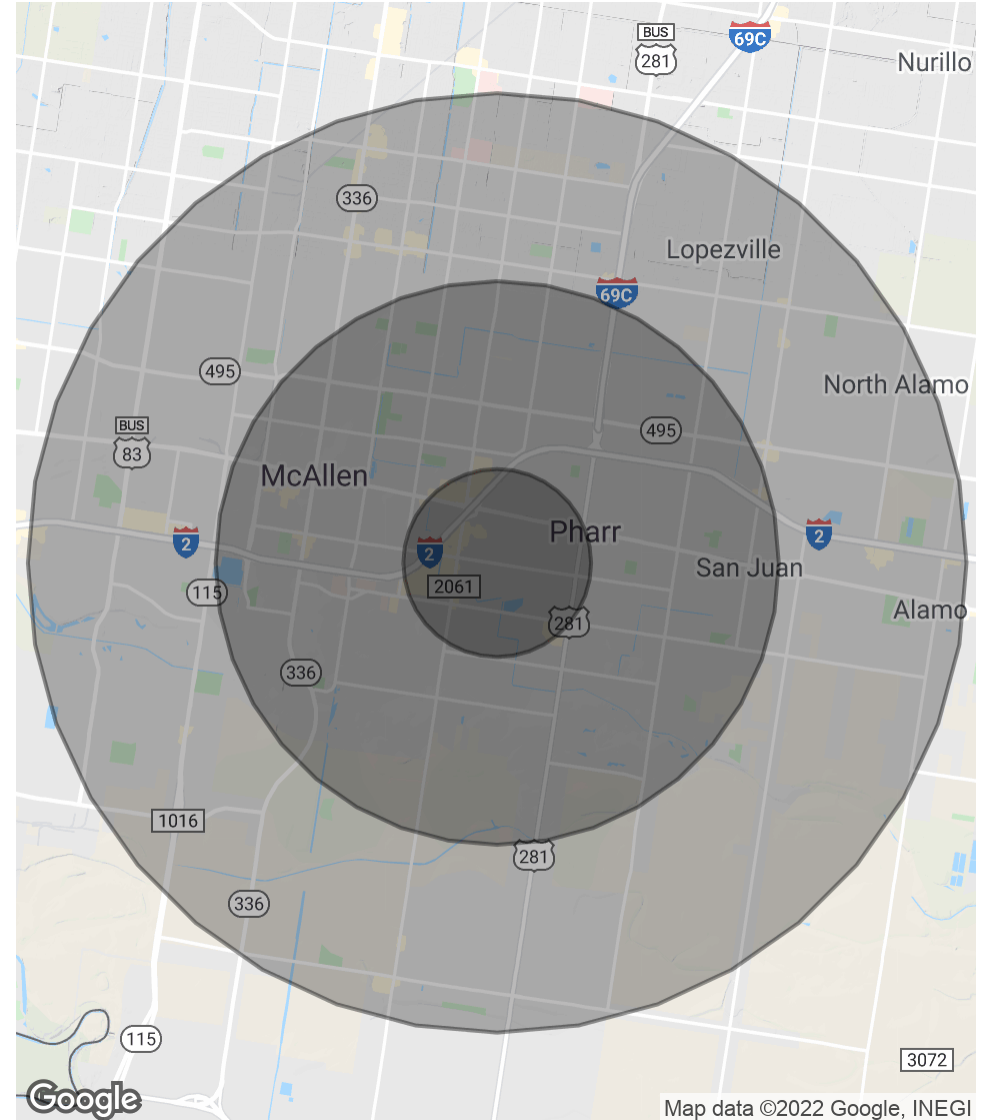 BUS
281
69C
Nurillo
336
Lopezville
69C
495
North Alamo
BUS
83
495
McAllen
Pharr
2
2
2
San Juan
2061
115
281
Alamo
336
1016
281
336
115
3072
Google
Map data ©2022 Google, INEGI